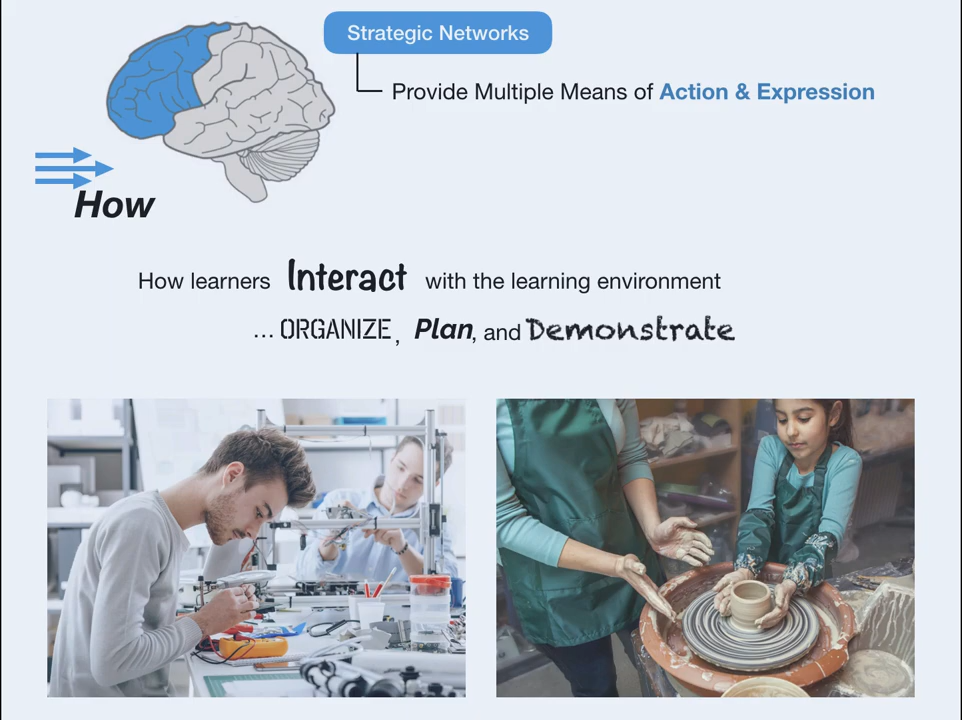 Strategic Networks
Provide Multiple Means of Action & Expression
How
How learners Interact with the learning environment
... ORGANIZE, Plan, and Demonstrate